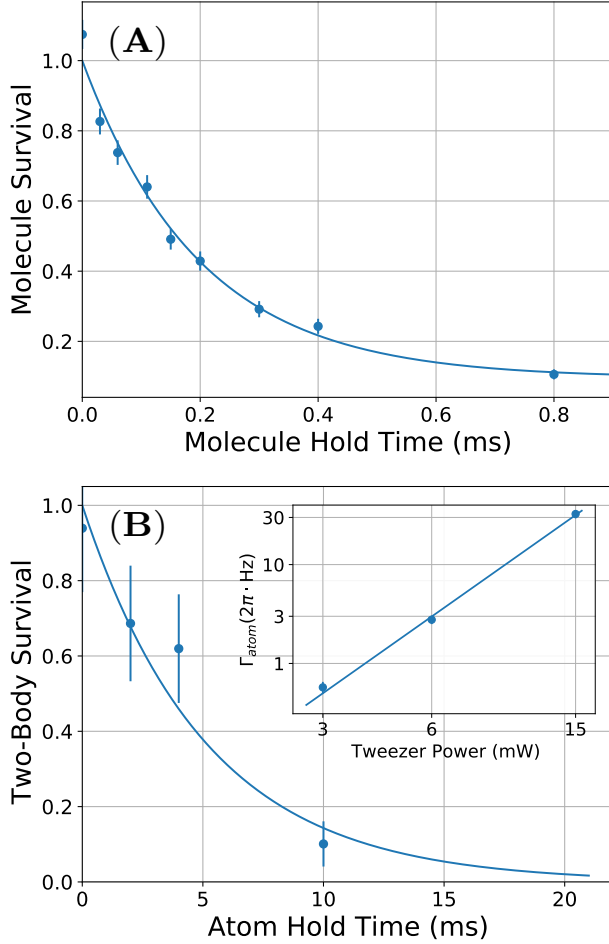 (A)
1.0
0.8
0.6
0.4
0.2
Molecule Survival
0.0 0.2 0.4 0.6 0.8
Molecule Hold Time (ms)
(B)
1.0
0.8
0.6
0.4
0.2
0.0
Two-Body Survival
30
10
3
1
Γatom(2π· Hz)
3 6 15
Tweezer Power (mW)
0 5 10 15 20
Atom Hold Time (ms)